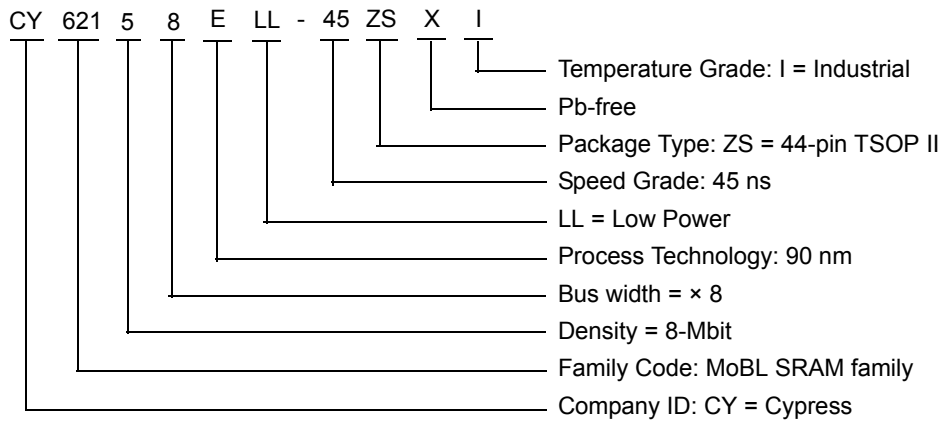 CY 621 5 8 E LL - 45 ZS X I
Temperature Grade: I = Industrial
Pb-free
Package Type: ZS = 44-pin TSOP II
Speed Grade: 45 ns
LL = Low Power
Process Technology: 90 nm
Bus width = × 8
Density = 8-Mbit
Family Code: MoBL SRAM family
Company ID: CY = Cypress